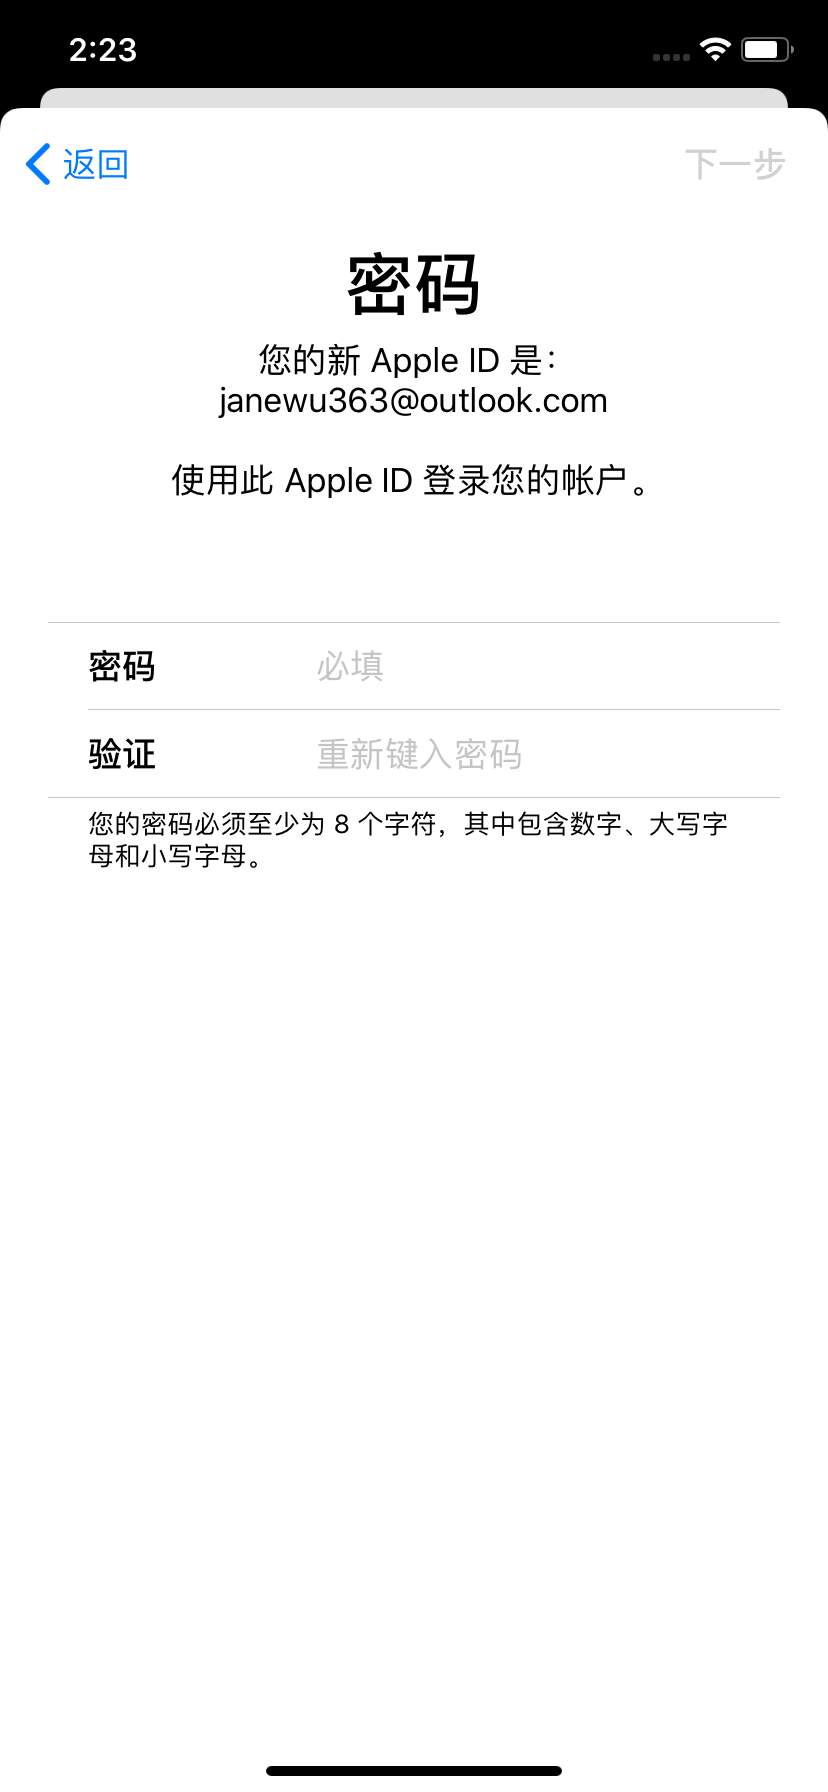 2:23
返回
下一步
密码
您的新 Apple ID 是：
janewu363@outlook.com
使用此 Apple ID 登录您的帐户。
密码 必填
验证 重新键入密码
您的密码必须至少为 8 个字符，其中包含数字、大写字
母和小写字母。